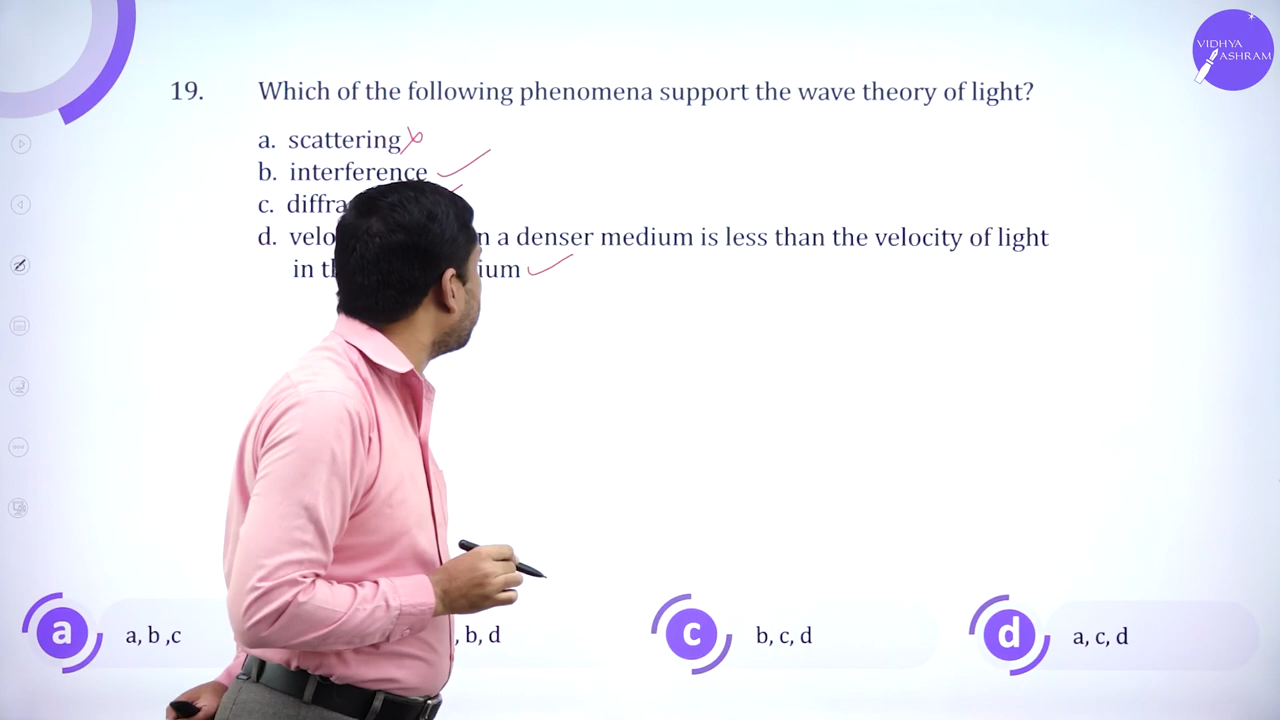 VIDHYA
ASHRAM
19. Which of the following phenomena support the wave theory of light?
a. scattering
b. interference
c. diffra
d. velo n a denser medium is less than the velocity of light
in th ium
a a, b ,c
, b, d
c b, c, d
d a, c, d